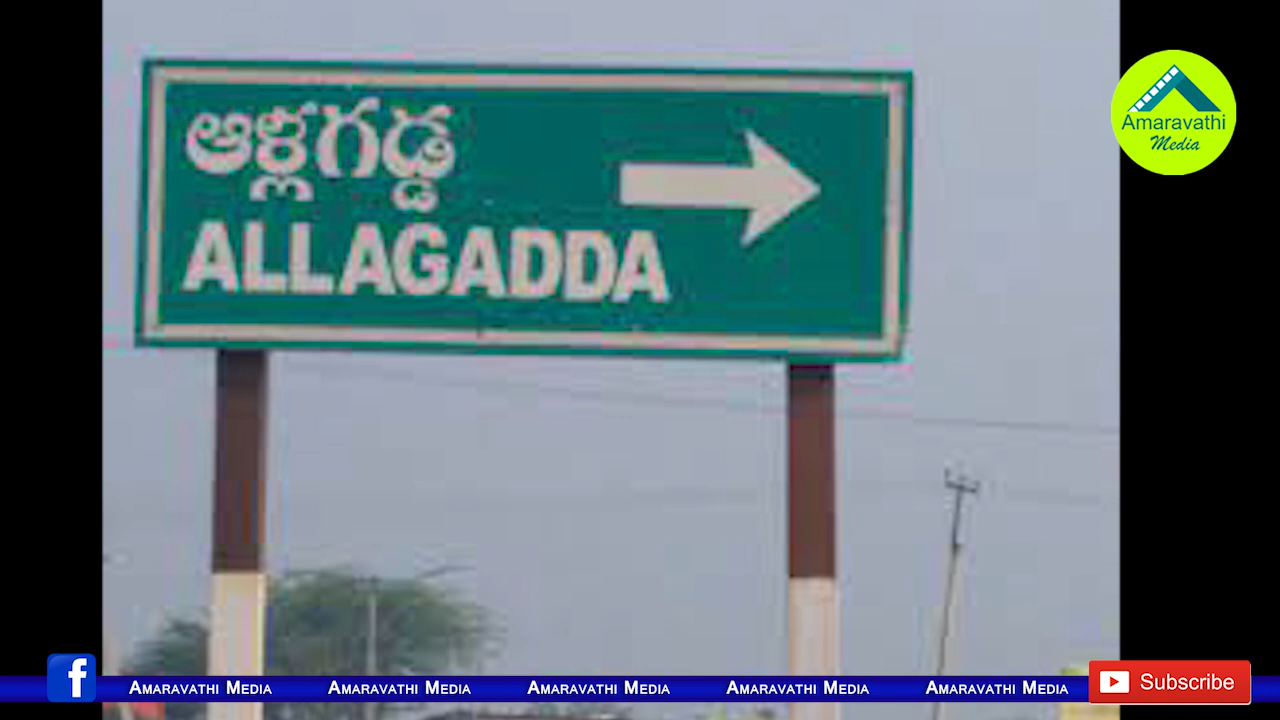 ఆళ్లగడ్డ
ALLAGADDA
Amaravathi
Media
AMARAVATHI MEDIA AMARAVATHI MEDIA AMARAVATHI MEDIA AMARAVATHI MEDIA AMARAVATHI MEDIA
f
Subscribe